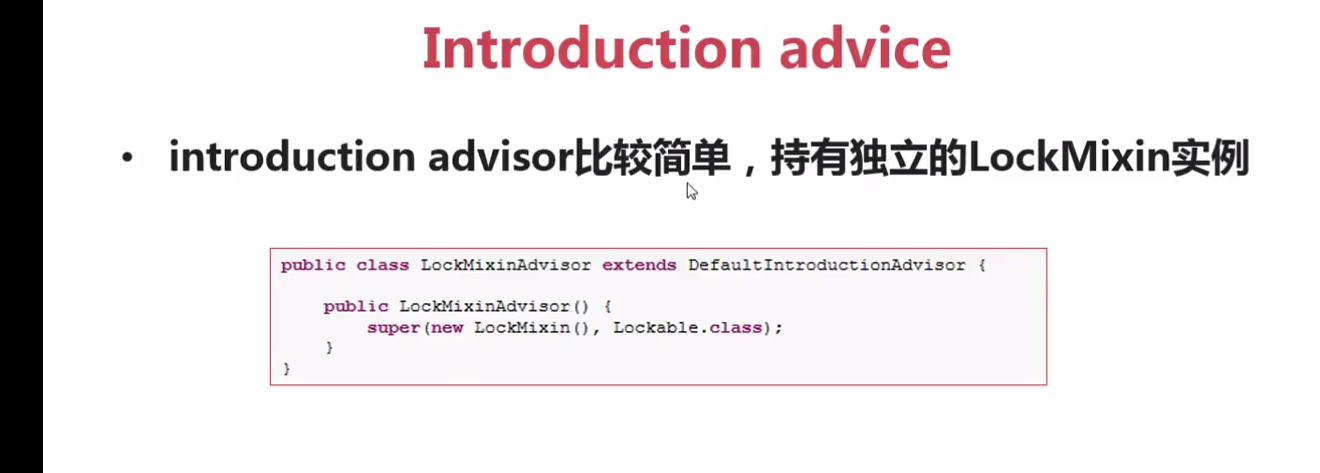 Introduction advice
• introduction advisor比较简单，持有独立的LockMixin实例
public class LockMixinAdvisor extends DefaultIntroductionAdvisor {
public LockMixinAdvisor() {
super(new LockMixin(), Lockable.class);
}
}